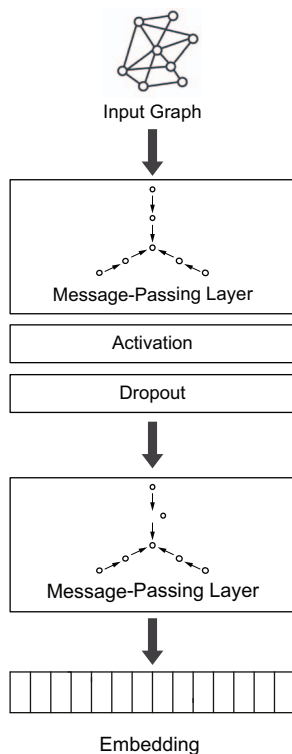 Input Graph
Message-Passing Layer
Activation
Dropout
Message-Passing Layer
Embedding